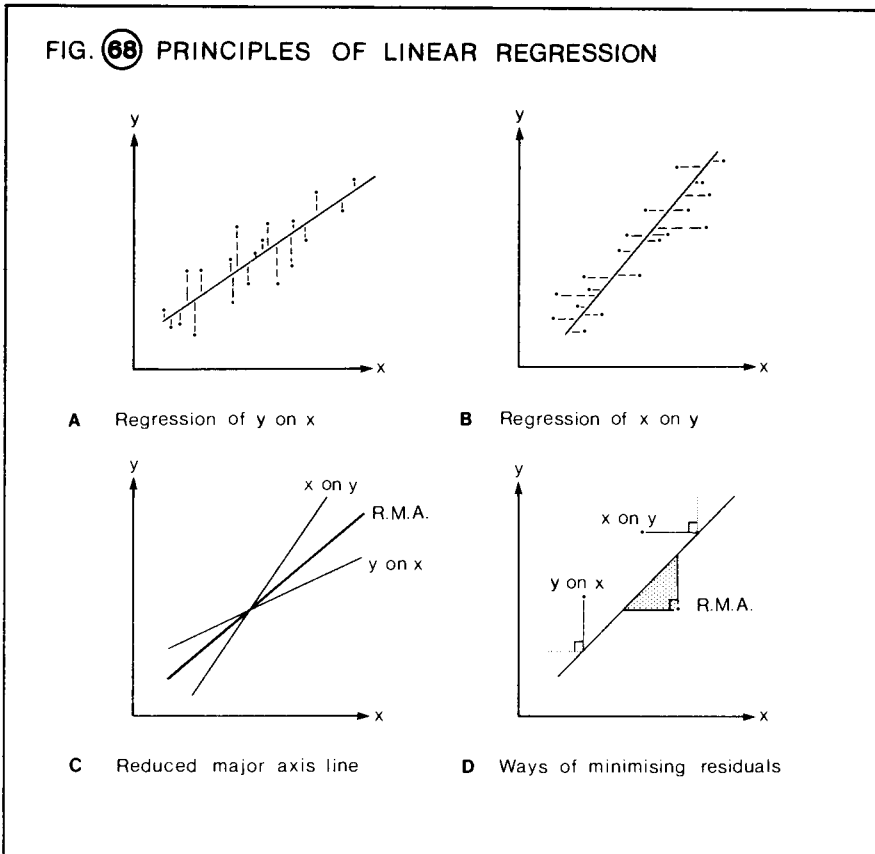 FIG. 68 PRINCIPLES OF LINEAR REGRESSION
y
x
A Regression of y on x
y
x
B Regression of x on y
y
x on y
R.M.A.
y on x
x
C Reduced major axis line
y
x on y
y on x
R.M.A.
x
D Ways of minimising residuals